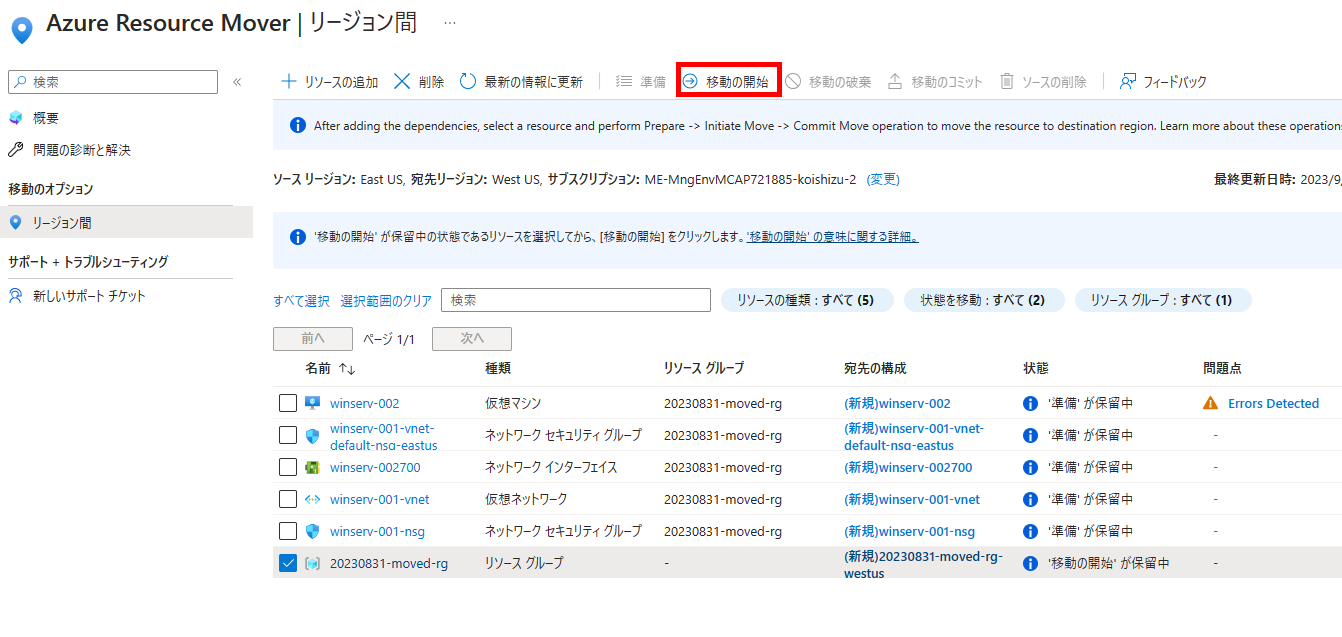 Azure Resource Mover | リージョン間 …
検索
«
リソースの追加 削除 最新の情報に更新 準備 移動の開始 移動の破棄 移動のコミット ソースの削除 フィードバック
概要
問題の診断と解決
移動のオプション
リージョン間
サポート + トラブルシューティング
新しいサポート チケット
After adding the dependencies, select a resource and perform Prepare -> Initiate Move -> Commit Move operation to move the resource to destination region. Learn more about these operations
ソース リージョン: East US, 宛先リージョン: West US, サブスクリプション: ME-MngEnvMCAP721885-koishizu-2 (変更) 最終更新日時: 2023/9/
'移動の開始' が保留中の状態であるリソースを選択してから、[移動の開始] をクリックします。'移動の開始' の意味に関する詳細。
すべて選択 選択範囲のクリア 検索 リソースの種類 : すべて (5) 状態を移動 : すべて (2) リソース グループ : すべて (1)
前へ ページ 1/1 次へ
名前 ↑↓ 種類 リソース グループ 宛先の構成 状態 問題点
winserv-002 仮想マシン 20230831-moved-rg (新規)winserv-002 '準備' が保留中 Errors Detected
winserv-001-vnet- (新規)winserv-001-vnet-
default-nsg-eastus ネットワーク セキュリティ グループ 20230831-moved-rg default-nsg-eastus '準備' が保留中 -
winserv-002700 ネットワーク インターフェイス 20230831-moved-rg (新規)winserv-002700 '準備' が保留中 -
winserv-001-vnet 仮想ネットワーク 20230831-moved-rg (新規)winserv-001-vnet '準備' が保留中 -
winserv-001-nsg ネットワーク セキュリティ グループ 20230831-moved-rg (新規)winserv-001-nsg '準備' が保留中 -
20230831-moved-rg リソース グループ - (新規)20230831-moved-rg- '移動の開始' が保留中 -
westus